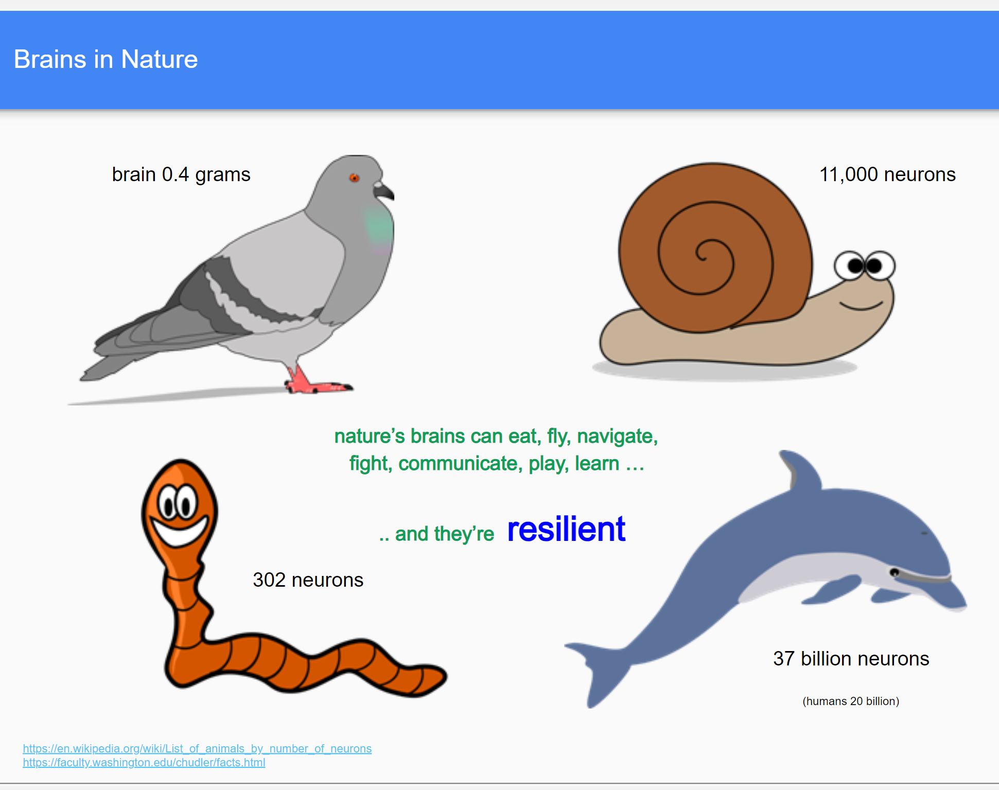 Brains in Nature
brain 0.4 grams
11,000 neurons
nature’s brains can eat, fly, navigate,
fight, communicate, play, learn …
.. and they’re resilient
302 neurons
37 billion neurons
(humans 20 billion)
https://en.wikipedia.org/wiki/List_of_animals_by_number_of_neurons
https://faculty.washington.edu/chudler/facts.html